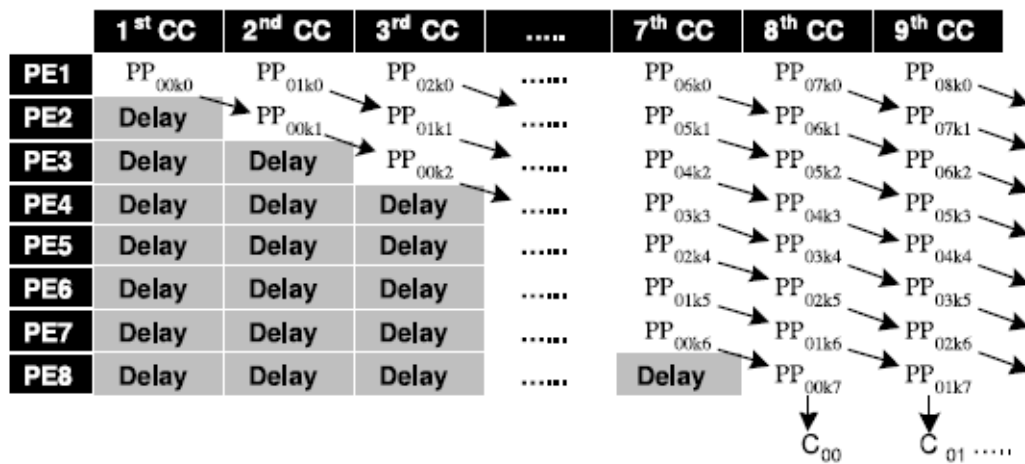 1 st CC 2nd CC 3rd CC ..... 7th CC 8th CC 9th CC
PE1 PP00k0 PP01k0 PP02k0 ...... PP06k0 PP07k0 PP08k0
PE2 Delay PP00k1 PP01k1 ...... PP05k1 PP06k1 PP07k1
PE3 Delay Delay PP00k2 ...... PP04k2 PP05k2 PP06k2
PE4 Delay Delay Delay ...... PP03k3 PP04k3 PP05k3
PE5 Delay Delay Delay ...... PP02k4 PP03k4 PP04k4
PE6 Delay Delay Delay ...... PP01k5 PP02k5 PP03k5
PE7 Delay Delay Delay ...... PP00k6 PP01k6 PP02k6
PE8 Delay Delay Delay ...... Delay PP00k7 PP01k7
C00 C01 .....